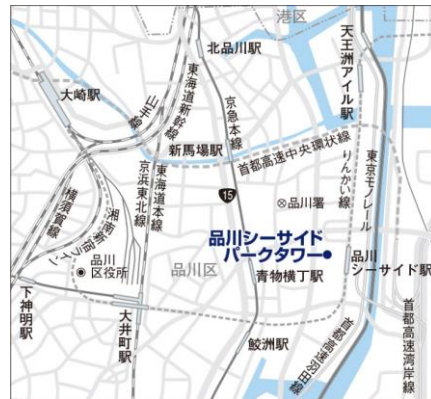 港区
北品川駅
天王洲アイル駅
大崎駅
山手線
東海道新幹線
京急本線
新馬場駅
首都高速中央環状線
りんかい線
東京モノレール
横須賀線
湘南新宿ライン
京浜東北線
東海道本線
15
品川署
品川シーサイド
パークタワー
品川区
青物横丁駅
品川
シーサイド駅
品川
区役所
下神明駅
大井町駅
鮫洲駅
首都高速羽田線
首都高速湾岸線